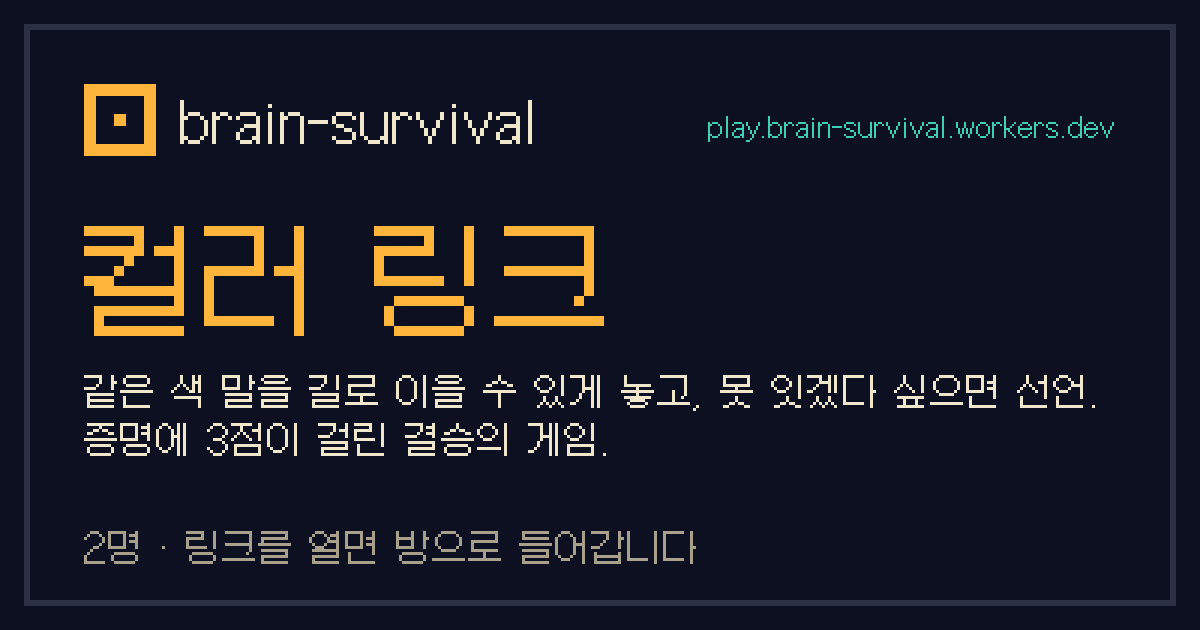 brain-survival
play.brain-survival.workers.dev
컬러 링크
같은 색 말을 길로 이을 수 있게 놓고, 못 잇겠다 싶으면 선언.
증명에 3점이 걸린 결승의 게임.
2명 · 링크를 열면 방으로 들어갑니다